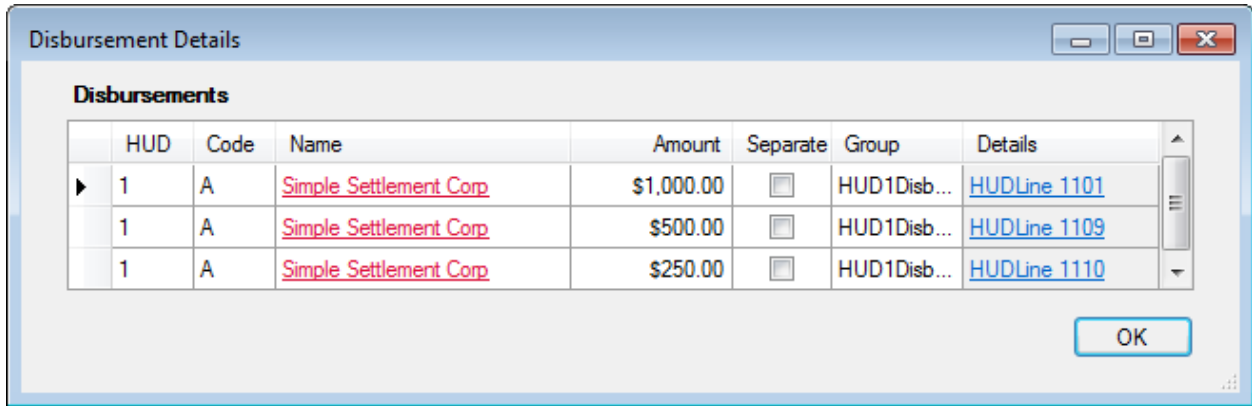 Disbursement Details
Disbursements
HUD Code Name Amount Separate Group Details
1 A Simple Settlement Corp $1,000.00 HUD1Disb... HUDLine 1101
1 A Simple Settlement Corp $500.00 HUD1Disb... HUDLine 1109
1 A Simple Settlement Corp $250.00 HUD1Disb... HUDLine 1110
OK